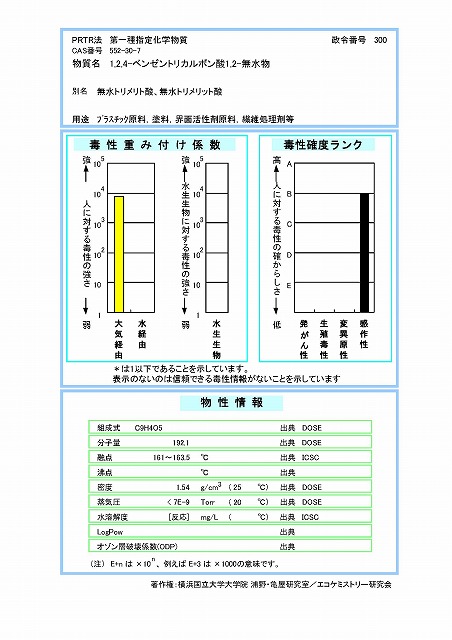 PRTR法 第一種指定化学物質 政令番号 300
CAS番号 552-30-7
物質名 1,2,4-ベンゼントリカルボン酸1,2-無水物
別名 無水トリメリト酸、無水トリメリット酸
用途 プラスチック原料, 塗料, 界面活性剤原料, 繊維処理剤等
毒性重み付け係数
強 10^5
10^4
10^3
10^2
10
弱 1
人に対する毒性の強さ
大気経由
水経由
強 10^5
10^4
10^3
10^2
10
弱 1
水生生物に対する毒性の強さ
水生生物
毒性確度ランク
高 A
B
C
D
E
低
人に対する毒性の確からしさ
発がん性
生殖毒性
変異原性
感作性
＊は1以下であることを示しています。
表示のないのは信頼できる毒性情報がないことを示しています
物性情報
組成式 C9H4O5 出典 DOSE
分子量 192.1 出典 DOSE
融点 161～163.5 ℃ 出典 ICSC
沸点 ℃ 出典
密度 1.54 g/cm3 ( 25 ℃) 出典 DOSE
蒸気圧 < 7E-9 Torr ( 20 ℃) 出典 DOSE
水溶解度 [反応] mg/L ( ℃) 出典 ICSC
LogPow 出典
オゾン層破壊係数(ODP) 出典
(注) E+n は ×10^n、例えば E+3 は ×1000の意味です。
著作権：横浜国立大学大学院 浦野・亀屋研究室／エコケミストリー研究会